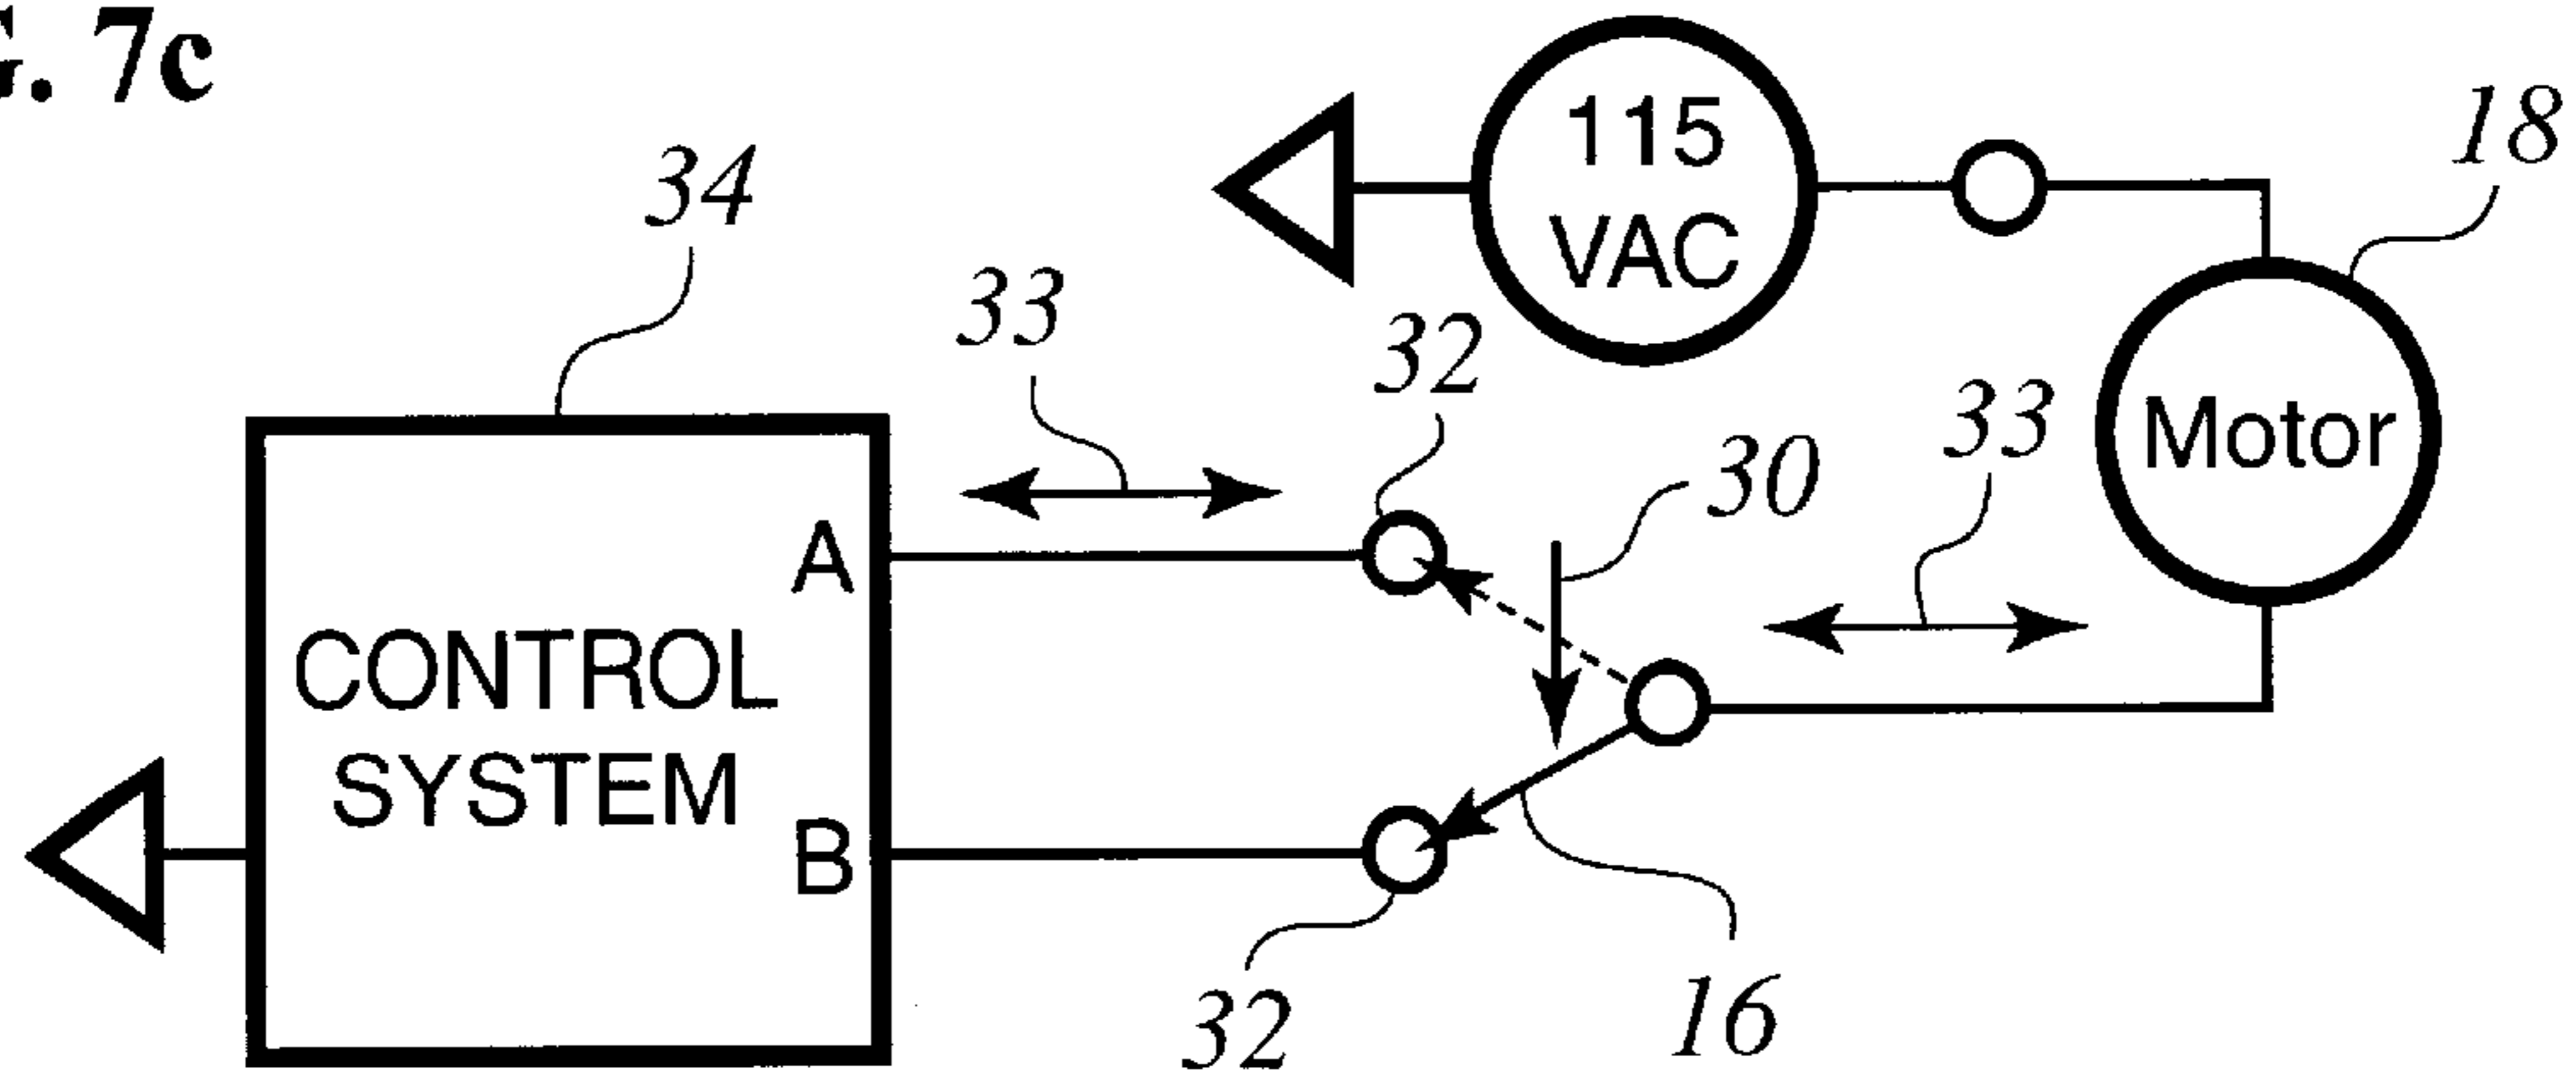 G. 7c
115
VAC
18
34
33
32
30
33
Motor
A
CONTROL
SYSTEM
B
32
16